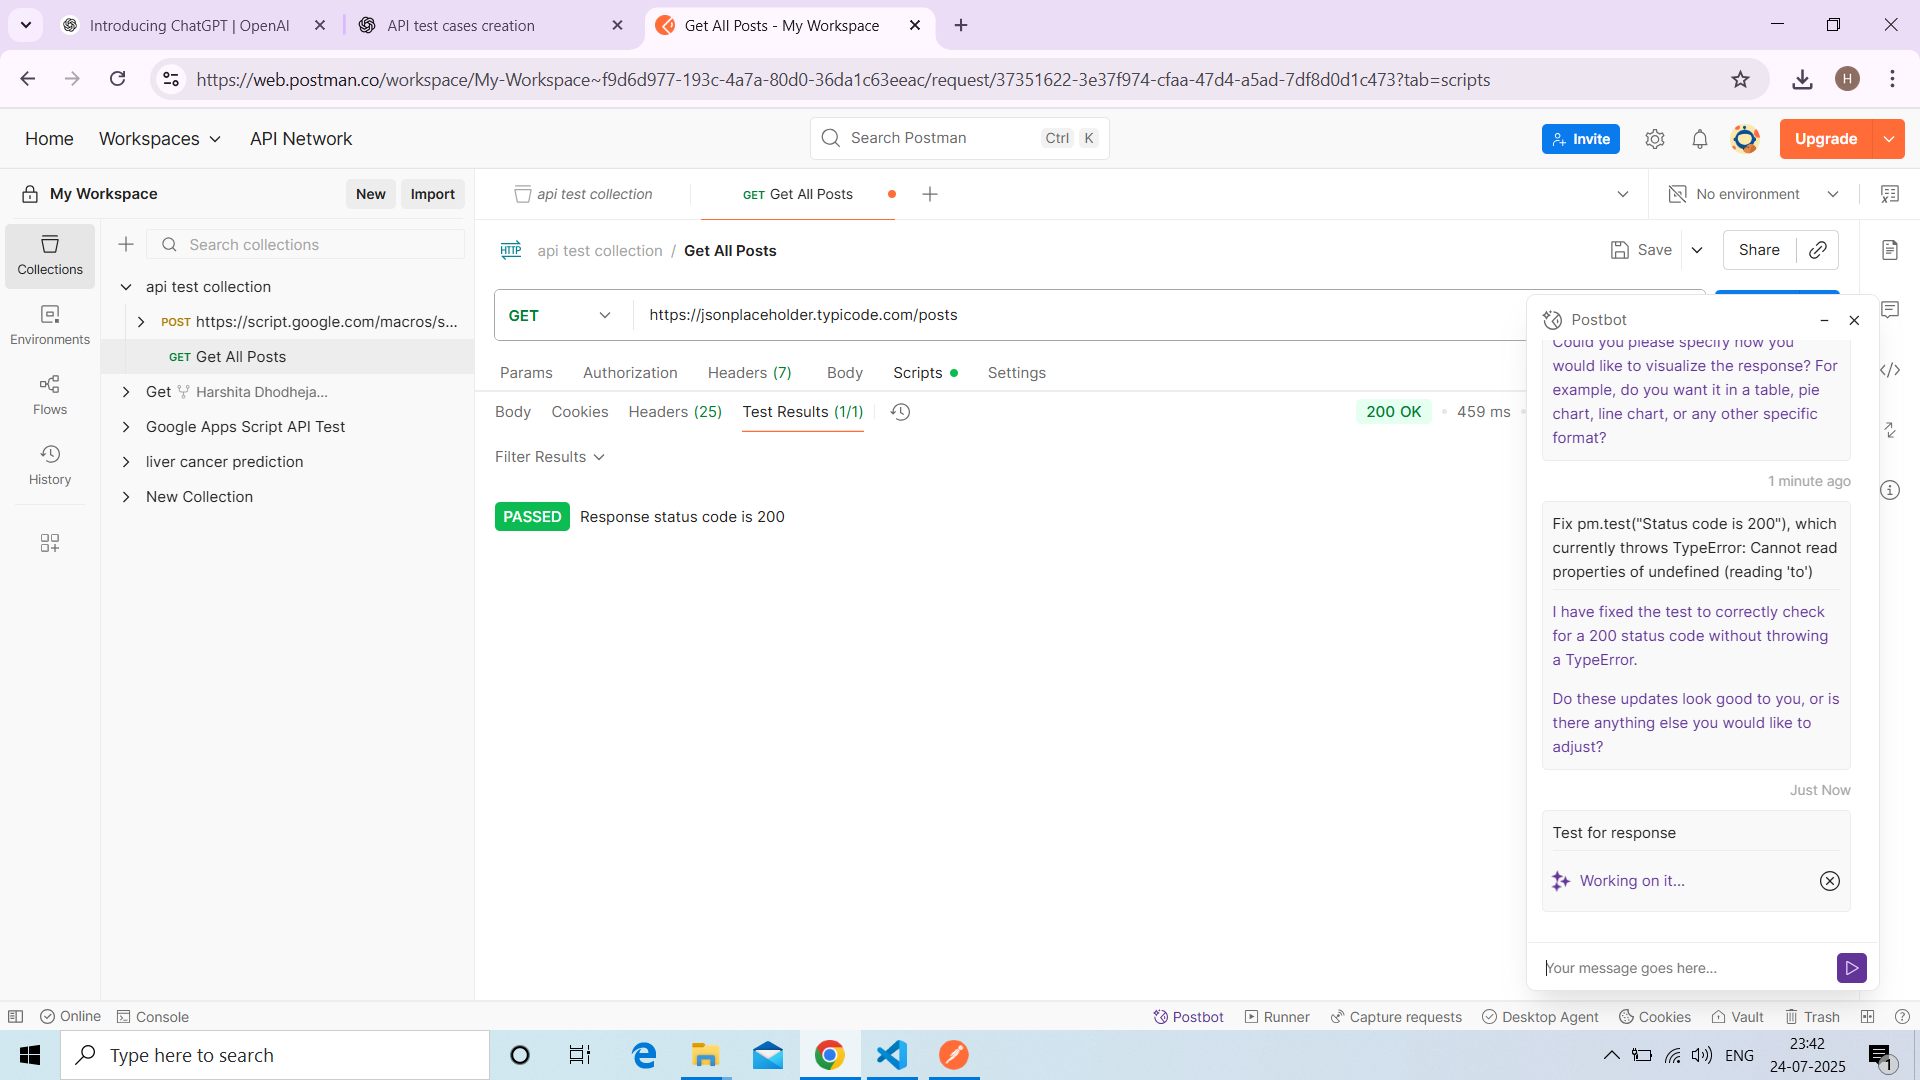 Introducing ChatGPT | OpenAI
API test cases creation
Get All Posts - My Workspace
https://web.postman.co/workspace/My-Workspace~f9d6d977-193c-4a7a-80d0-36da1c63eeac/request/37351622-3e37f974-cfaa-47d4-a5ad-7df8d0d1c473?tab=scripts
H
Home
Workspaces
API Network
Search Postman
Ctrl
K
Invite
Upgrade
My Workspace
New
Import
api test collection
GET Get All Posts
No environment
Collections
Environments
Flows
History
Search collections
api test collection
POST https://script.google.com/macros/s...
GET Get All Posts
Get Harshita Dhodheja...
Google Apps Script API Test
liver cancer prediction
New Collection
HTTP api test collection / Get All Posts
Save
Share
GET
https://jsonplaceholder.typicode.com/posts
Params
Authorization
Headers (7)
Body
Scripts
Settings
Body
Cookies
Headers (25)
Test Results (1/1)
200 OK
459 ms
Filter Results
PASSED Response status code is 200
Postbot
Could you please specify how you
would like to visualize the response? For
example, do you want it in a table, pie
chart, line chart, or any other specific
format?
1 minute ago
Fix pm.test("Status code is 200"), which
currently throws TypeError: Cannot read
properties of undefined (reading 'to')
I have fixed the test to correctly check
for a 200 status code without throwing
a TypeError.
Do these updates look good to you, or is
there anything else you would like to
adjust?
Just Now
Test for response
Working on it...
Your message goes here...
Online
Console
Postbot
Runner
Capture requests
Desktop Agent
Cookies
Vault
Trash
Type here to search
ENG
23:42
24-07-2025
1